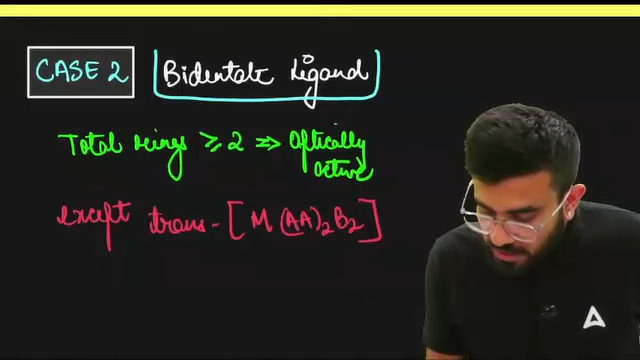 CASE 2 Bidentate Ligand
Total rings ≥ 2 ⇒ Optically
active
except trans - [M(AA)₂B₂]